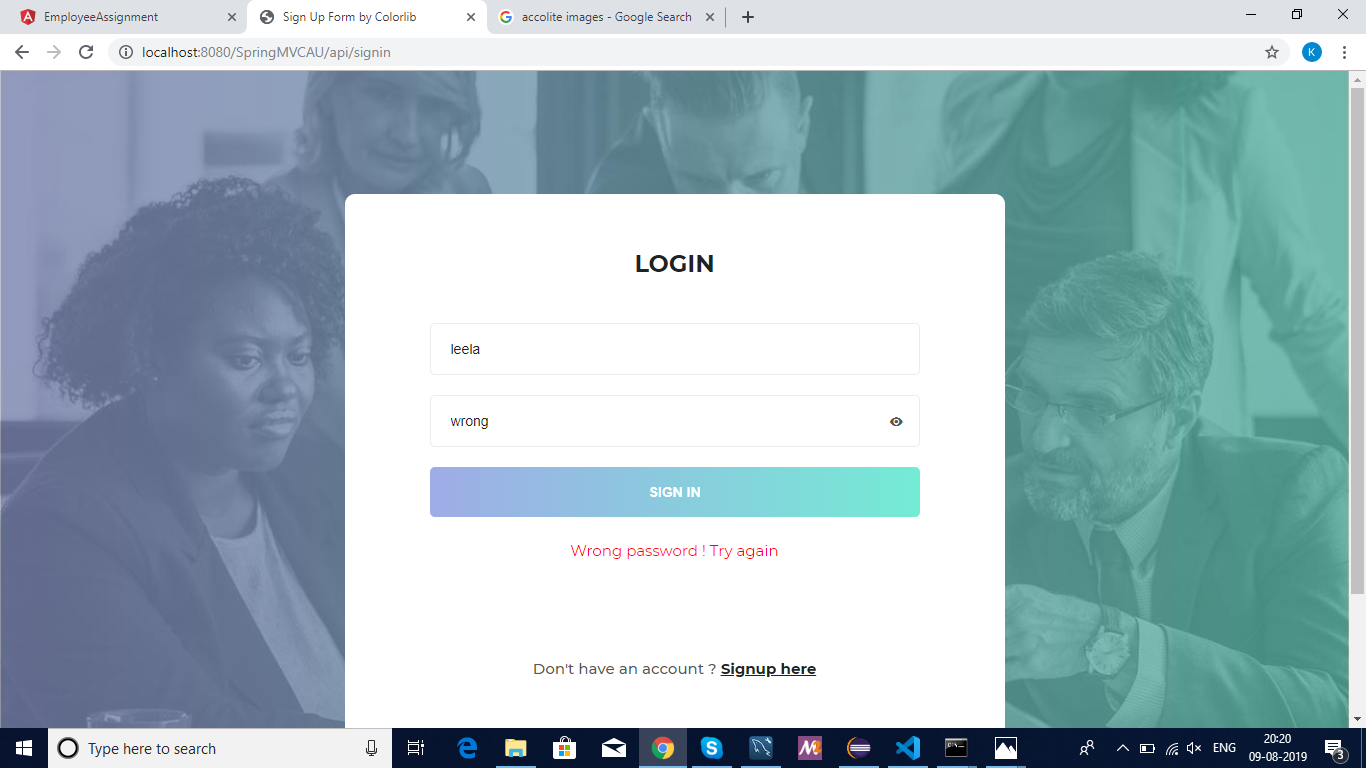 EmployeeAssignment
Sign Up Form by Colorlib
accolite images - Google Search
localhost:8080/SpringMVCAU/api/signin
K
LOGIN
leela
wrong
SIGN IN
Wrong password ! Try again
Don't have an account ? Signup here
Type here to search
ENG
20:20
09-08-2019
3